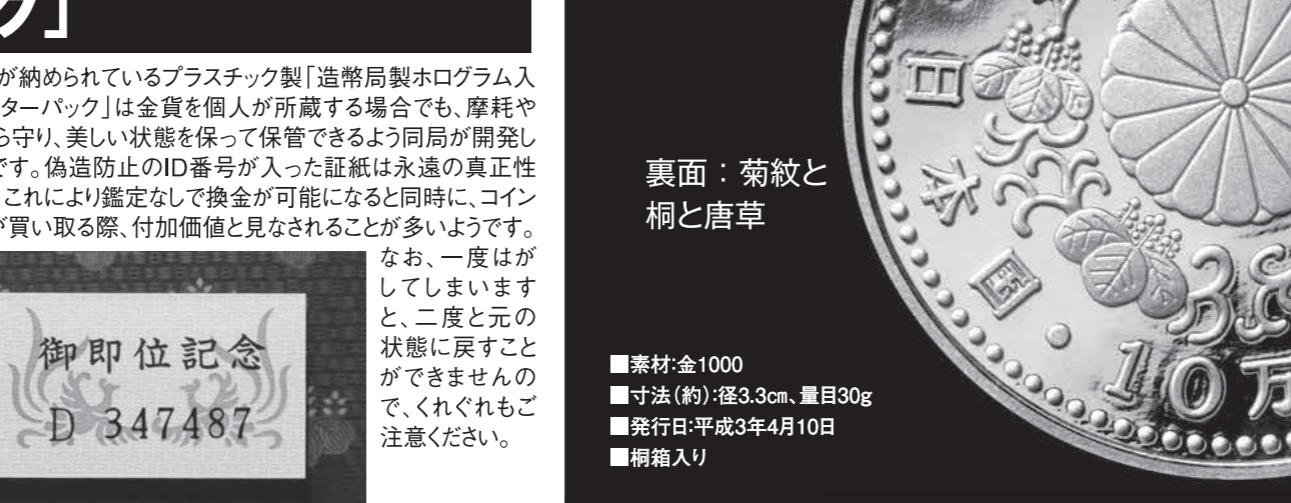 ク」
が納められているプラスチック製「造幣局製ホログラム入
ターパック」は金貨を個人が所蔵する場合でも、摩耗や
ら守り、美しい状態を保って保管できるよう同局が開発し
です。偽造防止のID番号が入った証紙は永遠の真正性
これにより鑑定なしで換金が可能になると同時に、コイン
が買い取る際、付加価値と見なされることが多いようです。
なお、一度はが
してしまいます
と、二度と元の
状態に戻すこと
ができませんの
で、くれぐれもご
注意ください。
御即位記念
D 347487
裏面：菊紋と
桐と唐草
■素材:金1000
■寸法（約）:径3.3㎝、量目30g
■発行日:平成3年4月10日
■桐箱入り
日本国
10万